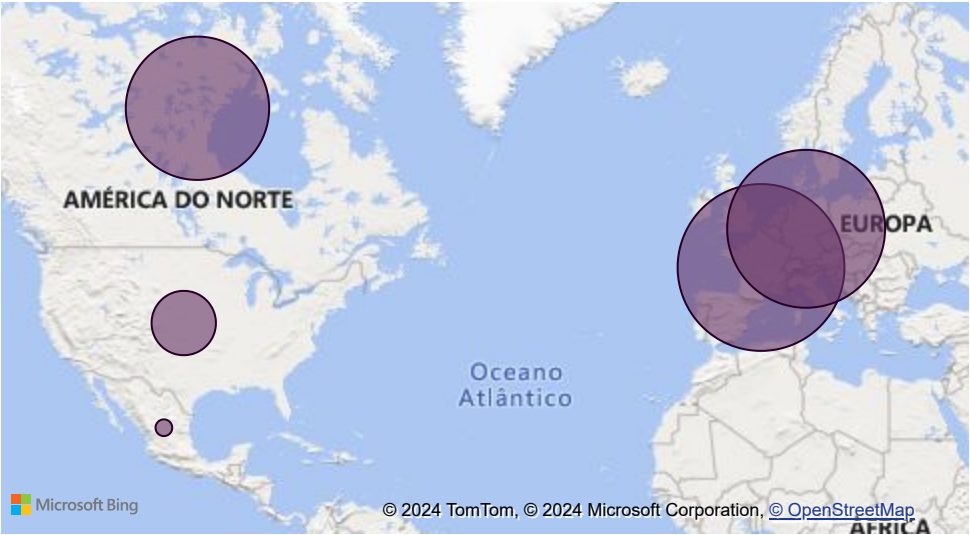 AMÉRICA DO NORTE
EUROPA
Oceano
Atlântico
Microsoft Bing
© 2024 TomTom, © 2024 Microsoft Corporation, © OpenStreetMap
ÁFRICA